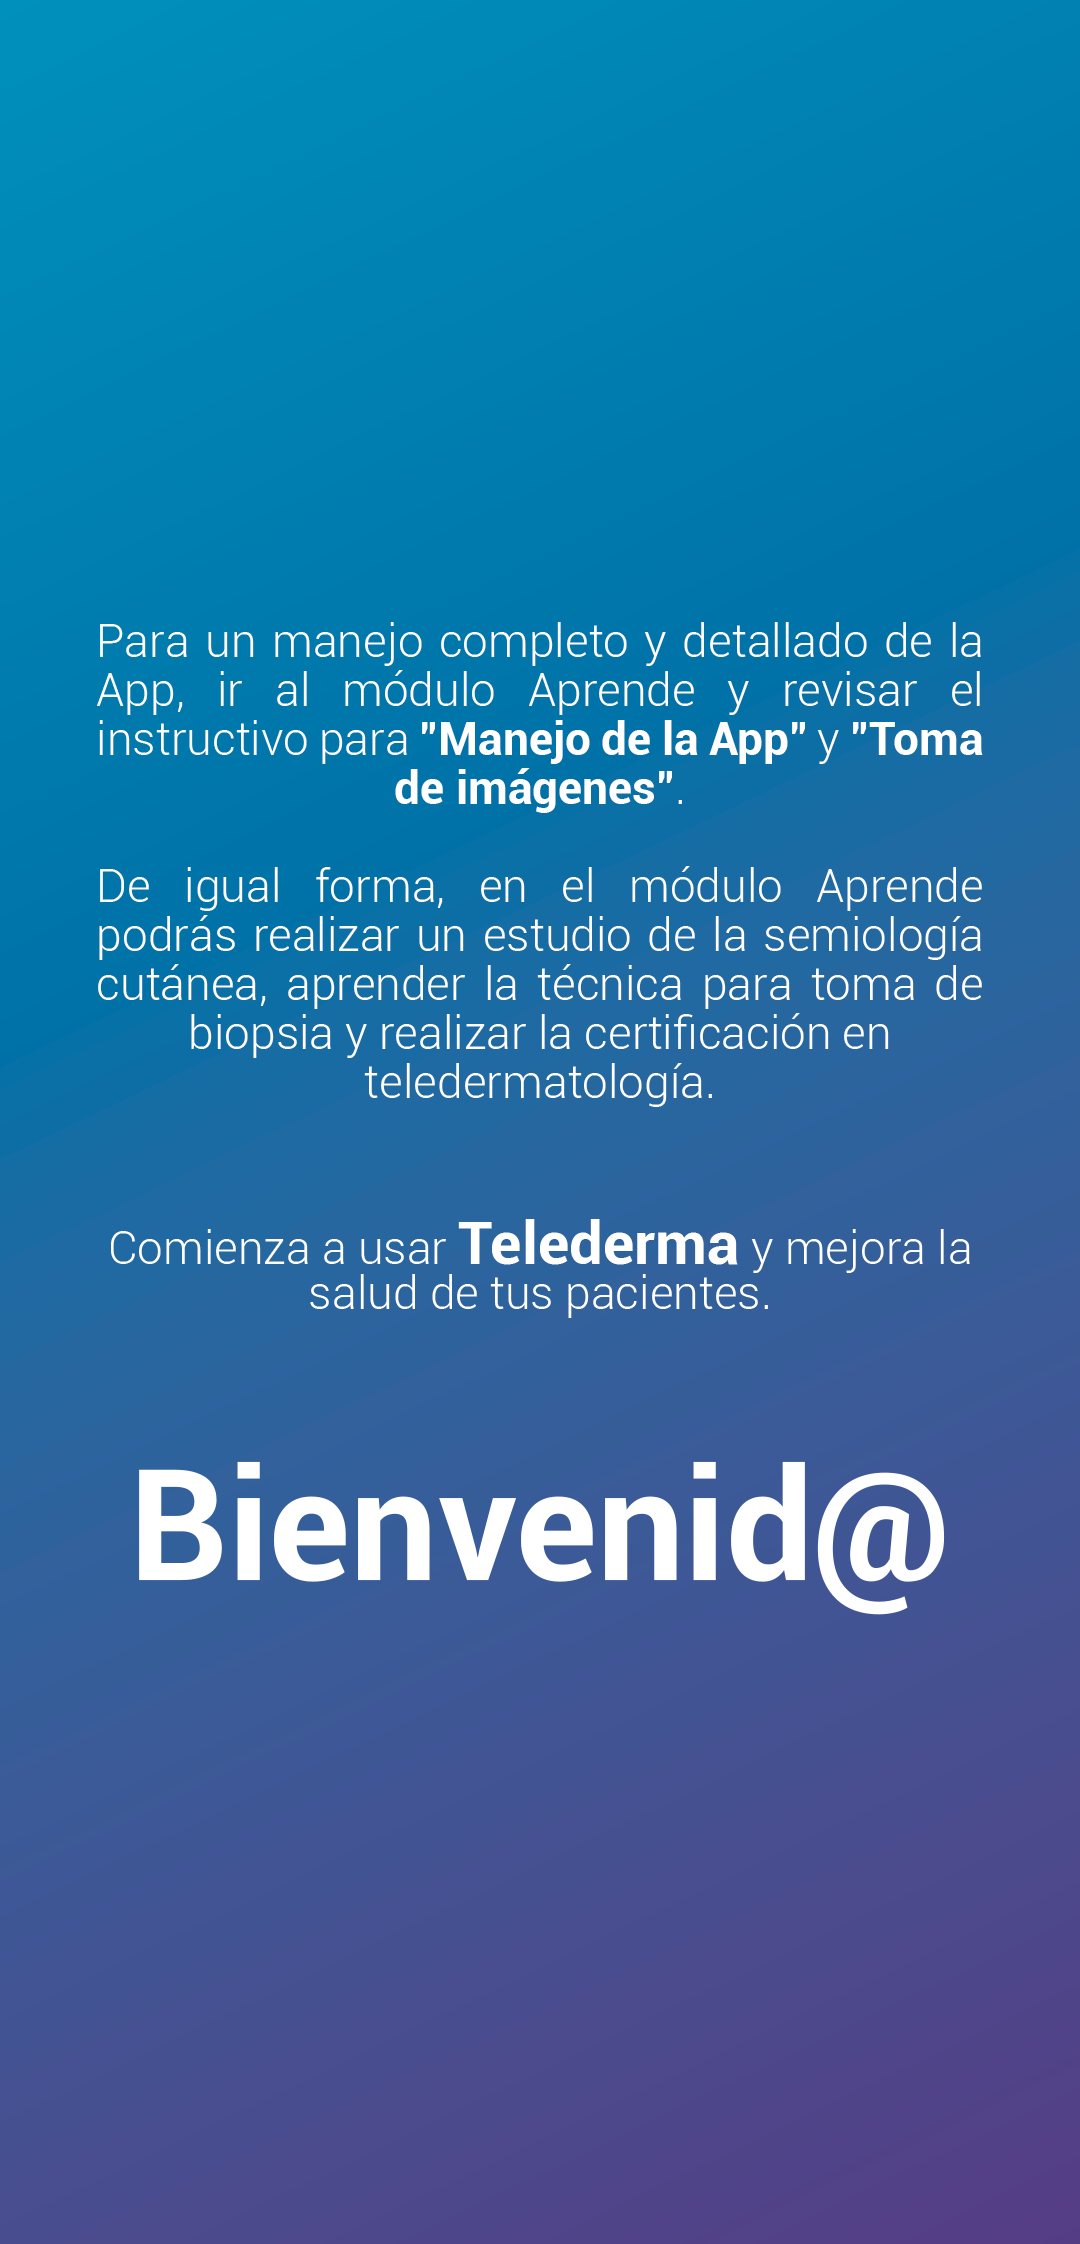 Para un manejo completo y detallado de la
App, ir al módulo Aprende y revisar el
instructivo para "Manejo de la App" y "Toma
de imágenes".
De igual forma, en el módulo Aprende
podrás realizar un estudio de la semiología
cutánea, aprender la técnica para toma de
biopsia y realizar la certificación en
teledermatología.
Comienza a usar Telederma y mejora la
salud de tus pacientes.
Bienvenid@